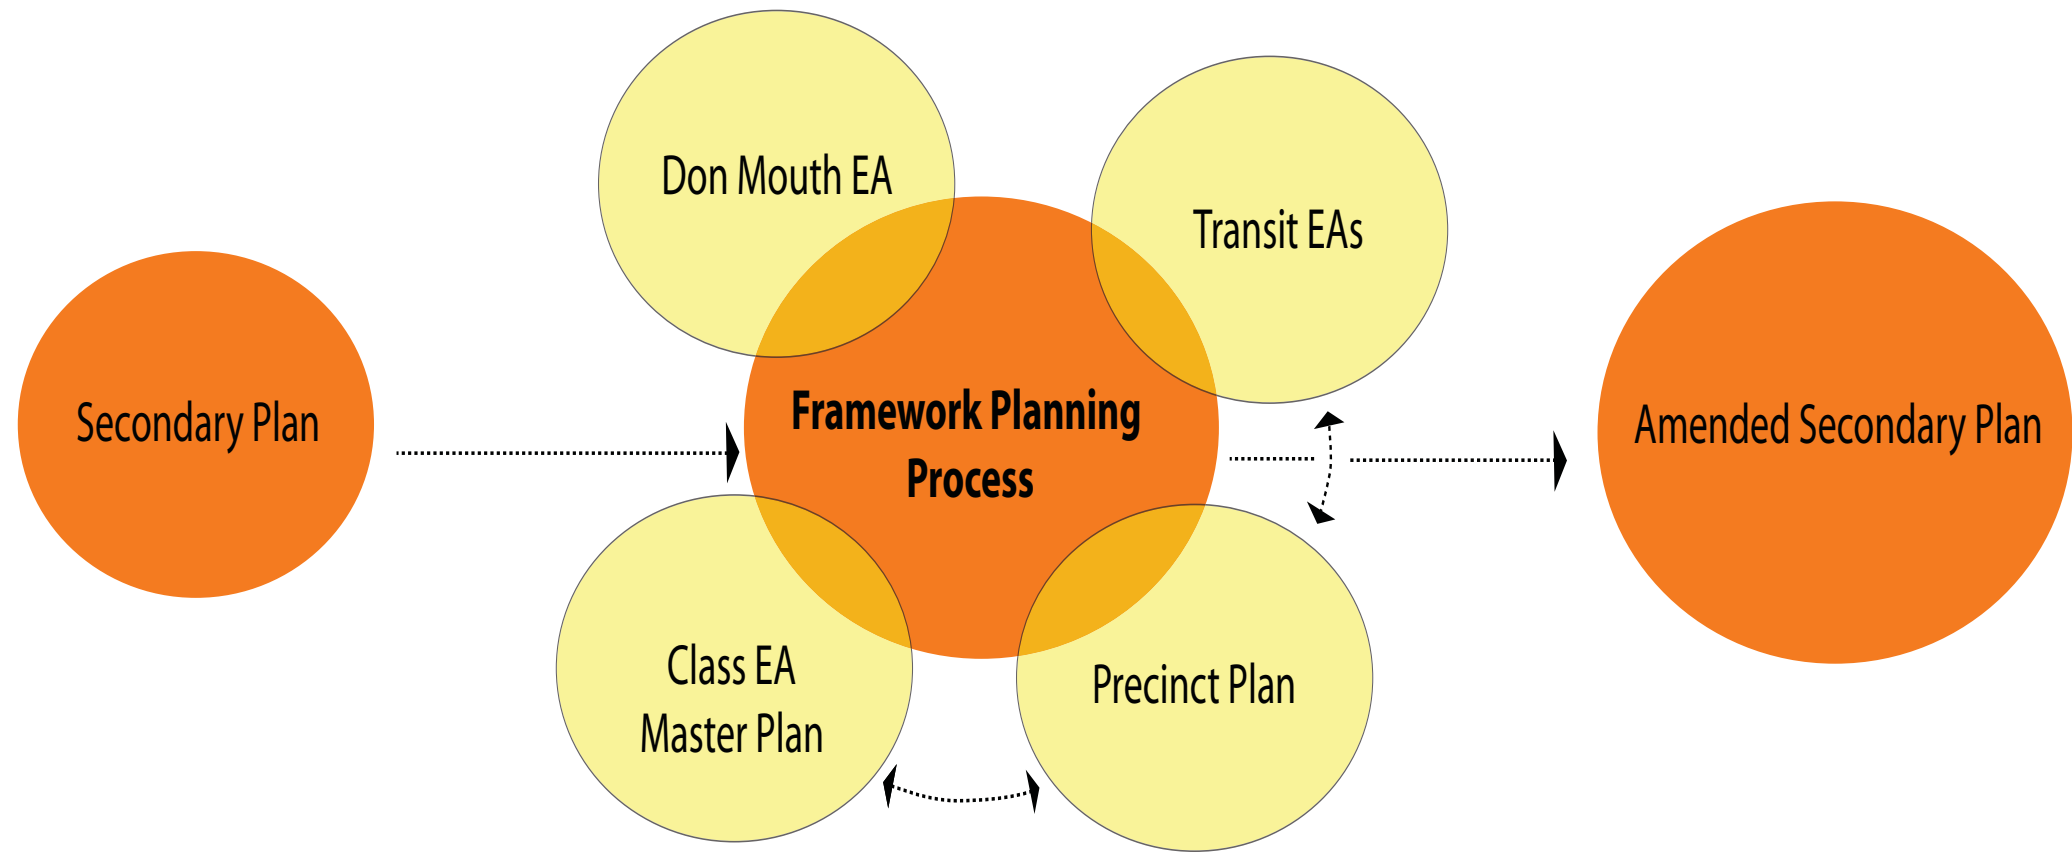 Don Mouth EA
Transit EAs
Secondary Plan
Framework Planning
Process
Amended Secondary Plan
Class EA
Master Plan
Precinct Plan